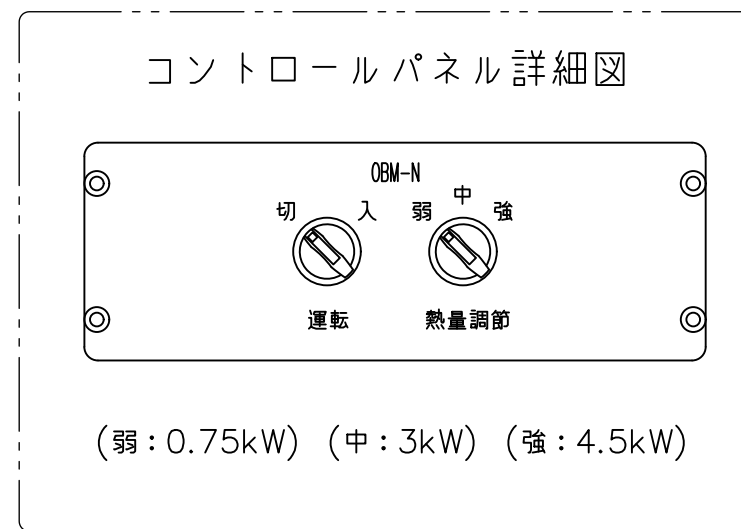 コントロールパネル詳細図
OBM-N
切 入 弱 中 強
運転 熱量調節
(弱：0.75kW) (中：3kW) (強：4.5kW)